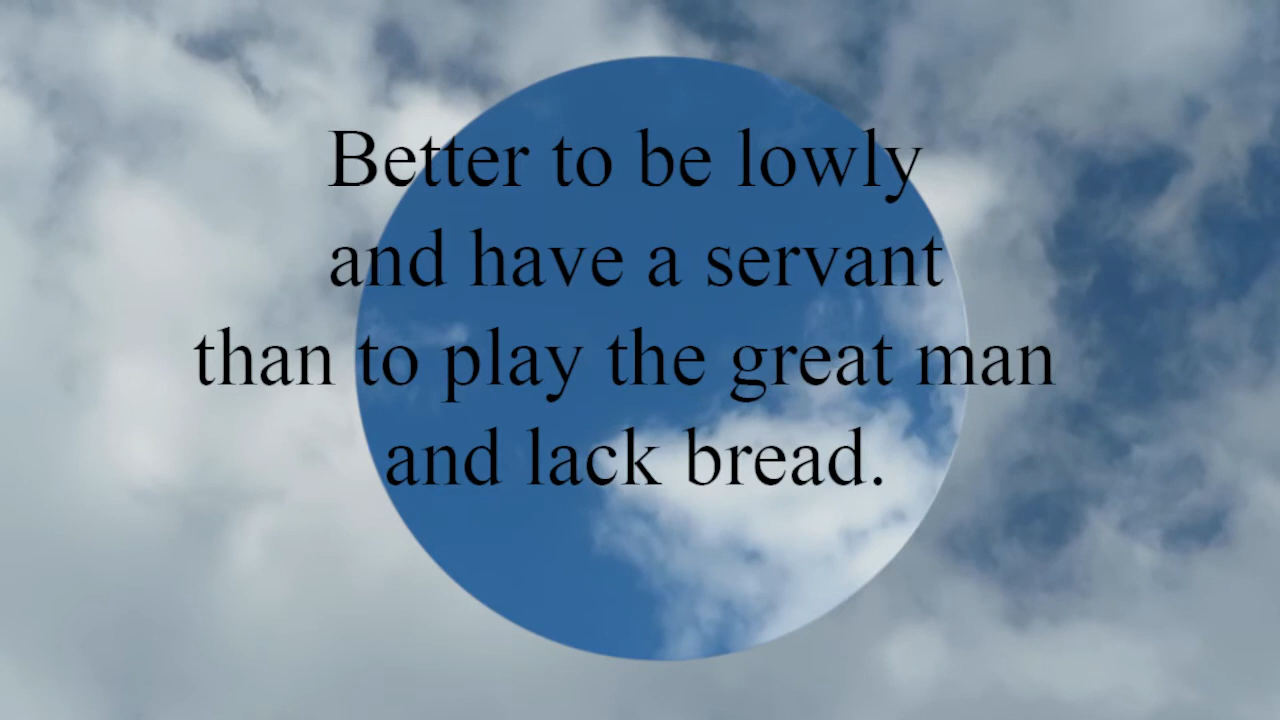 Better to be lowly
and have a servant
than to play the great man
and lack bread.